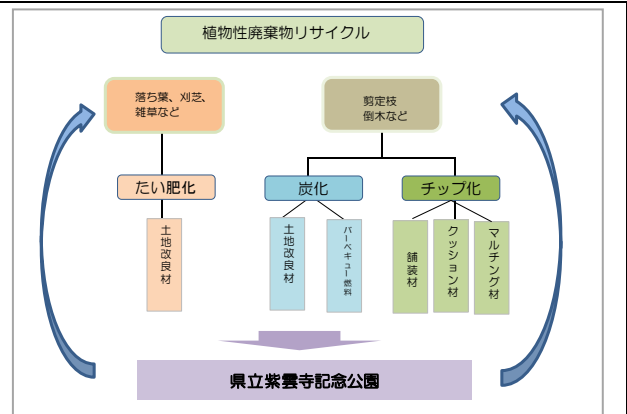 植物性廃棄物リサイクル
落ち葉、刈芝、
雑草など
剪定枝
倒木など
たい肥化
炭化
チップ化
土地改良材
土地改良材
バーベキュー燃料
舗装材
クッション材
マルチング材
県立紫雲寺記念公園